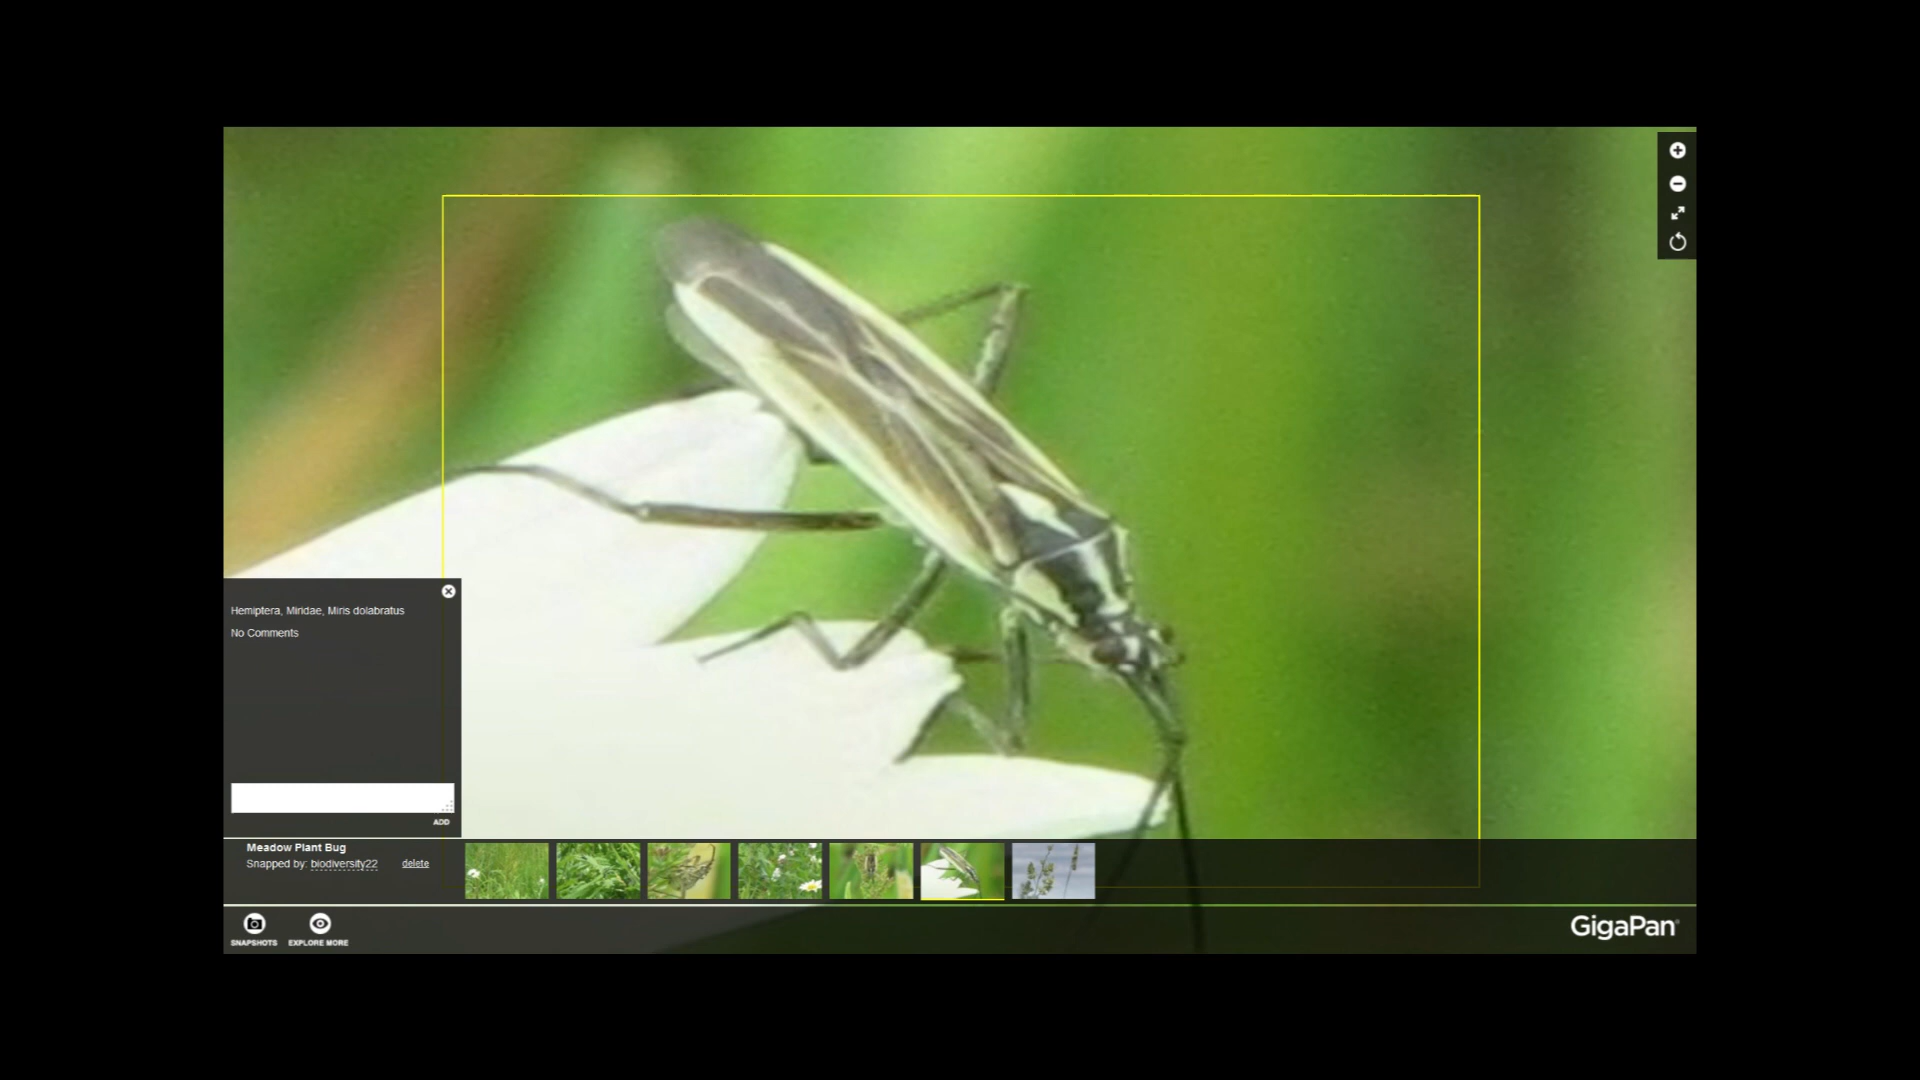 Hemiptera, Miridae, Miris dolabratus
No Comments
ADD
Meadow Plant Bug
Snapped by: biodiversity22 delete
SNAPSHOTS EXPLORE MORE
GigaPan